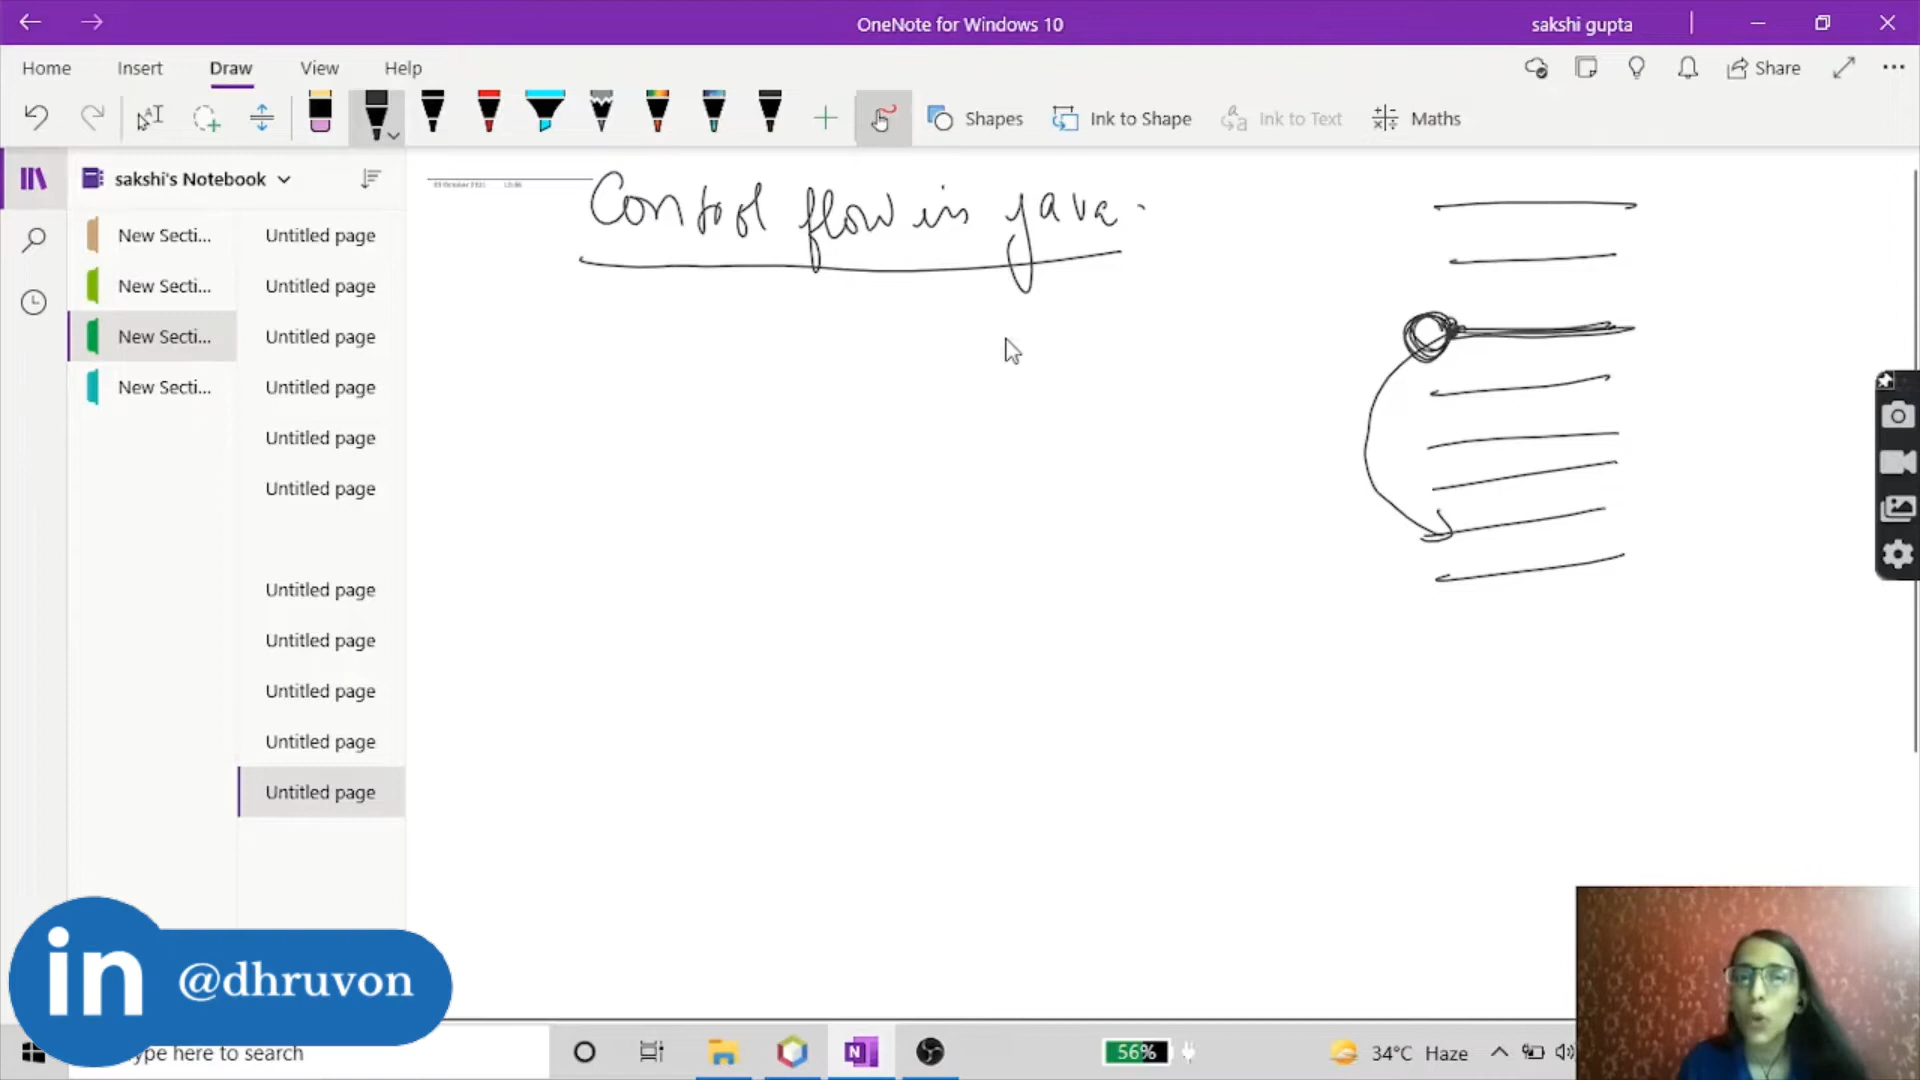 OneNote for Windows 10
sakshi gupta
Home Insert Draw View Help
Share
Shapes Ink to Shape Ink to Text Maths
sakshi's Notebook
New Secti...
New Secti...
New Secti...
New Secti...
Untitled page
Untitled page
Untitled page
Untitled page
Untitled page
Untitled page
Untitled page
Untitled page
Untitled page
Untitled page
Untitled page
Control flow in java.
in @dhruvon
ype here to search
56%
34°C Haze